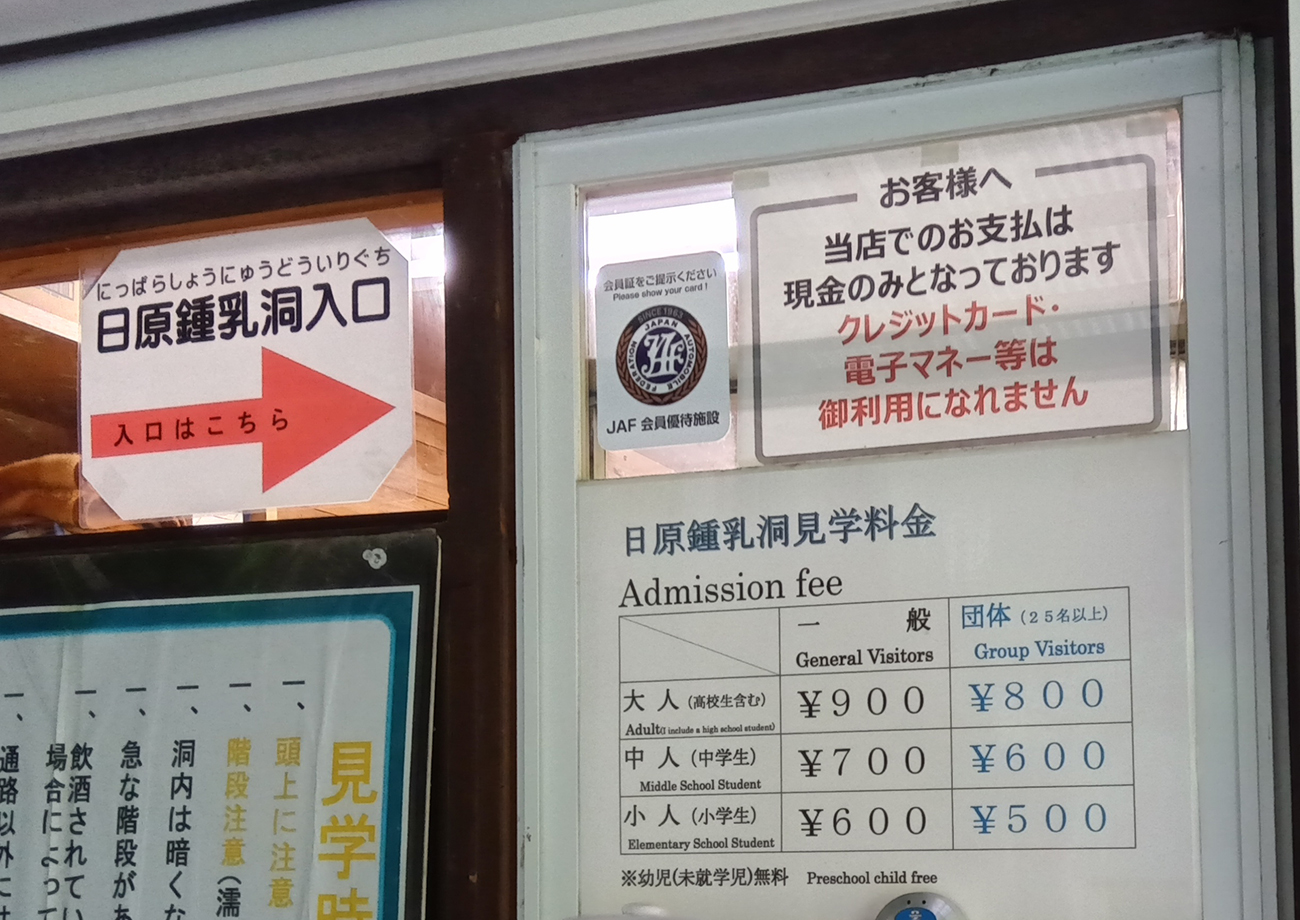 にっぱらしょうにゅうどういりぐち
日原鍾乳洞入口
入口はこちら
会員証をご提示ください
Please show your card!
SINCE 1963
JAPAN AUTOMOBILE FEDERATION
JAF
JAF 会員優待施設
お客様へ
当店でのお支払は
現金のみとなっております
クレジットカード・
電子マネー等は
御利用になれません
日原鍾乳洞見学料金
Admission fee
一 般 団体（25名以上）
General Visitors Group Visitors
大 人（高校生含む） ¥900 ¥800
Adultα include a high school student)
中 人（中学生） ¥700 ¥600
Middle School Student
小 人（小学生） ¥600 ¥500
Elementary School Student
※幼児(未就学児)無料 Preschool child free
見学時
一、頭上に注意
一、階段注意（濡
一、洞内は暗くな
一、急な階段があ
一、飲酒されてい
場合によって
一、通路以外には